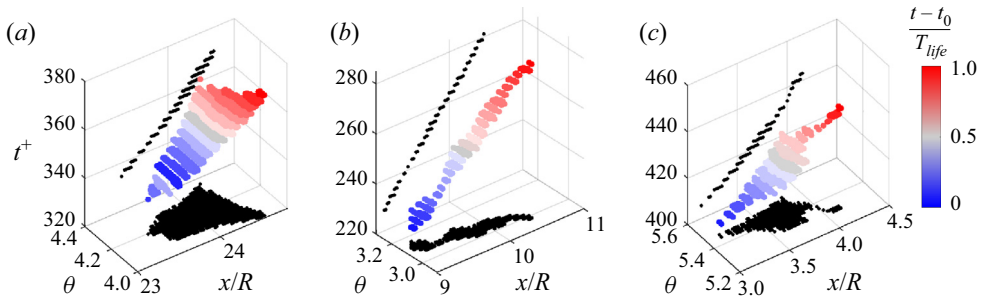 (a)
380
360
t⁺
340
320
4.4
4.2
θ
4.0
23
24
x/R
(b)
280
260
240
220
3.2
θ
3.0
9
10
11
x/R
(c)
460
440
420
400
5.6
5.4
θ
5.2
3.0
3.5
4.0
4.5
x/R
t – t₀
T_life
1.0
0.5
0